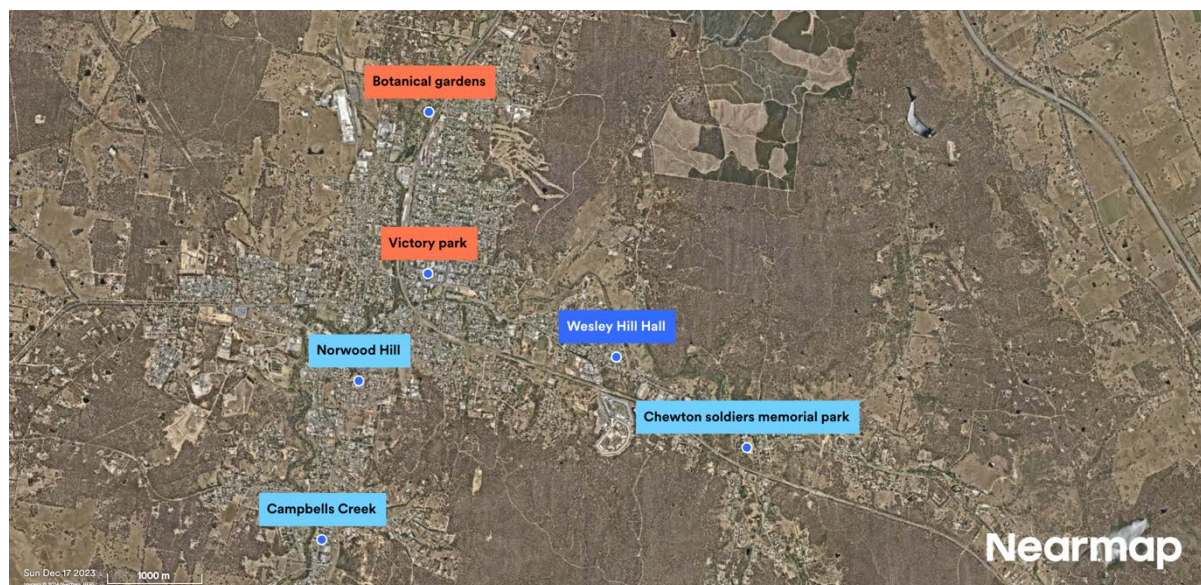 Botanical gardens
Victory park
Wesley Hill Hall
Norwood Hill
Chewton soldiers memorial park
Campbells Creek
Nearmap
Sun Dec 17 2023
1000 m